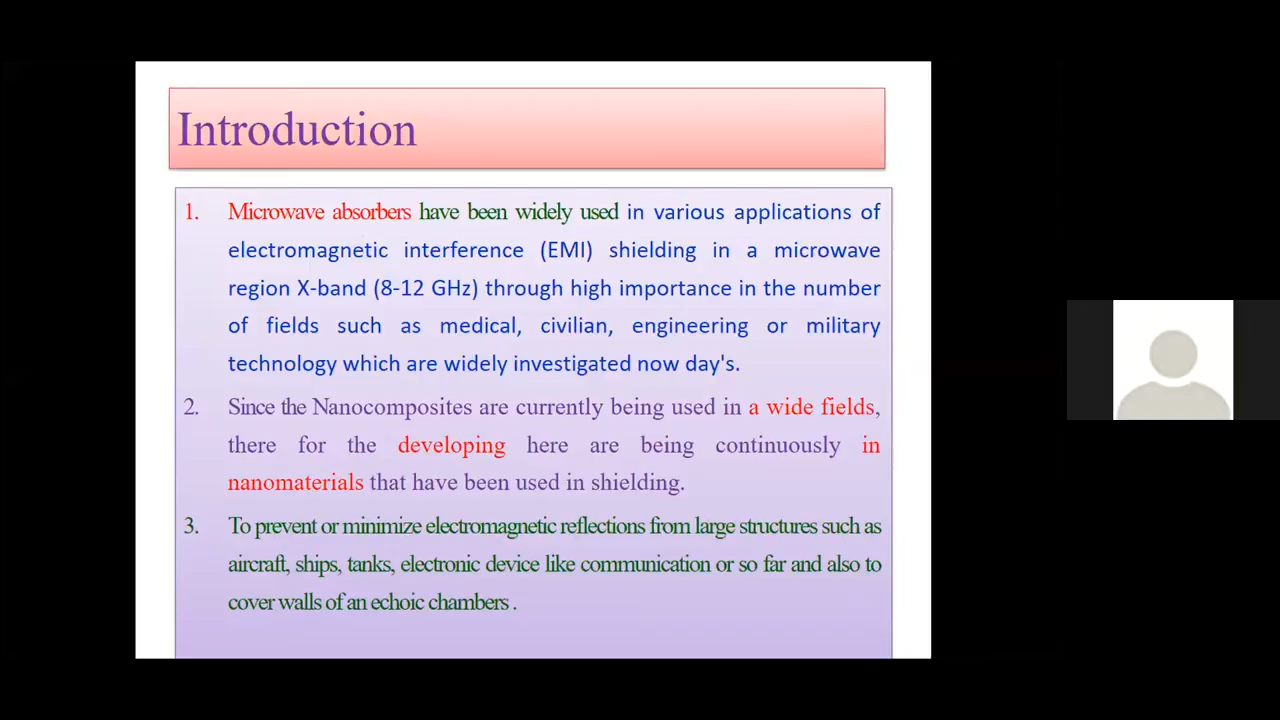 Introduction
1. Microwave absorbers have been widely used in various applications of
electromagnetic interference (EMI) shielding in a microwave
region X-band (8-12 GHz) through high importance in the number
of fields such as medical, civilian, engineering or military
technology which are widely investigated now day's.
2. Since the Nanocomposites are currently being used in a wide fields,
there for the developing here are being continuously in
nanomaterials that have been used in shielding.
3. To prevent or minimize electromagnetic reflections from large structures such as
aircraft, ships, tanks, electronic device like communication or so far and also to
cover walls of an echoic chambers .